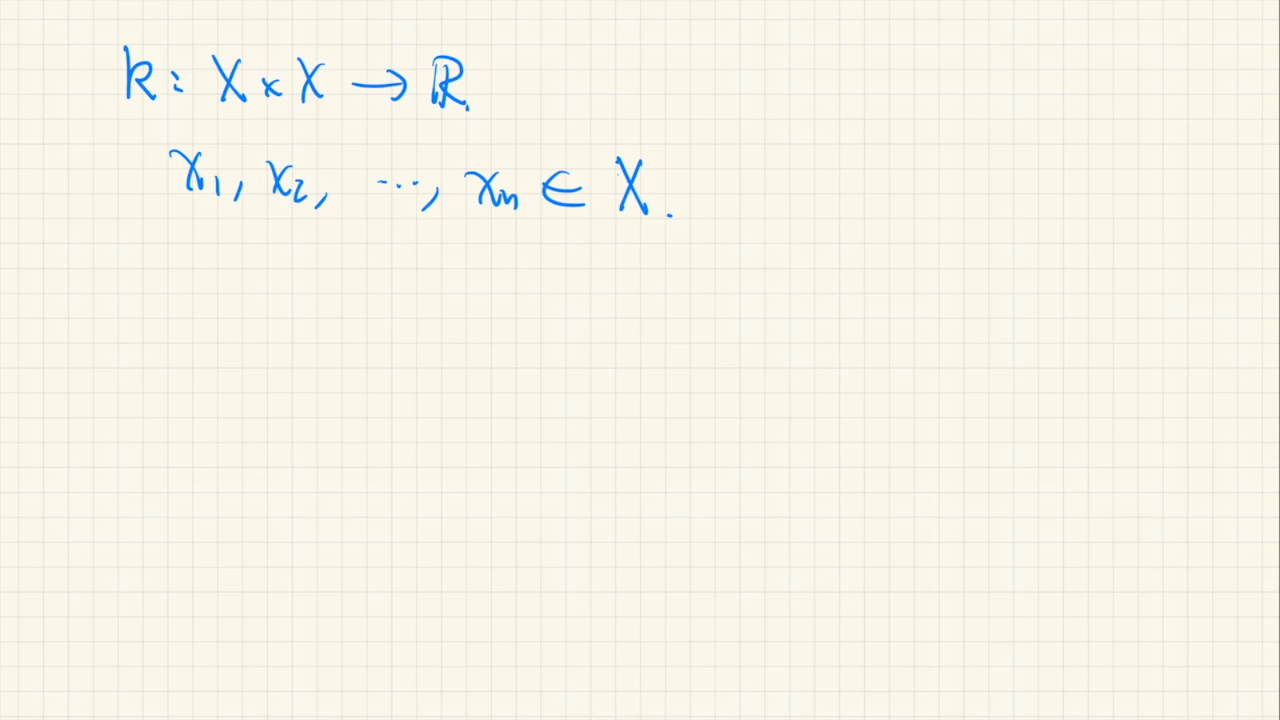 k: X × X → ℝ.
x₁, x₂, ..., xₙ ∈ X.